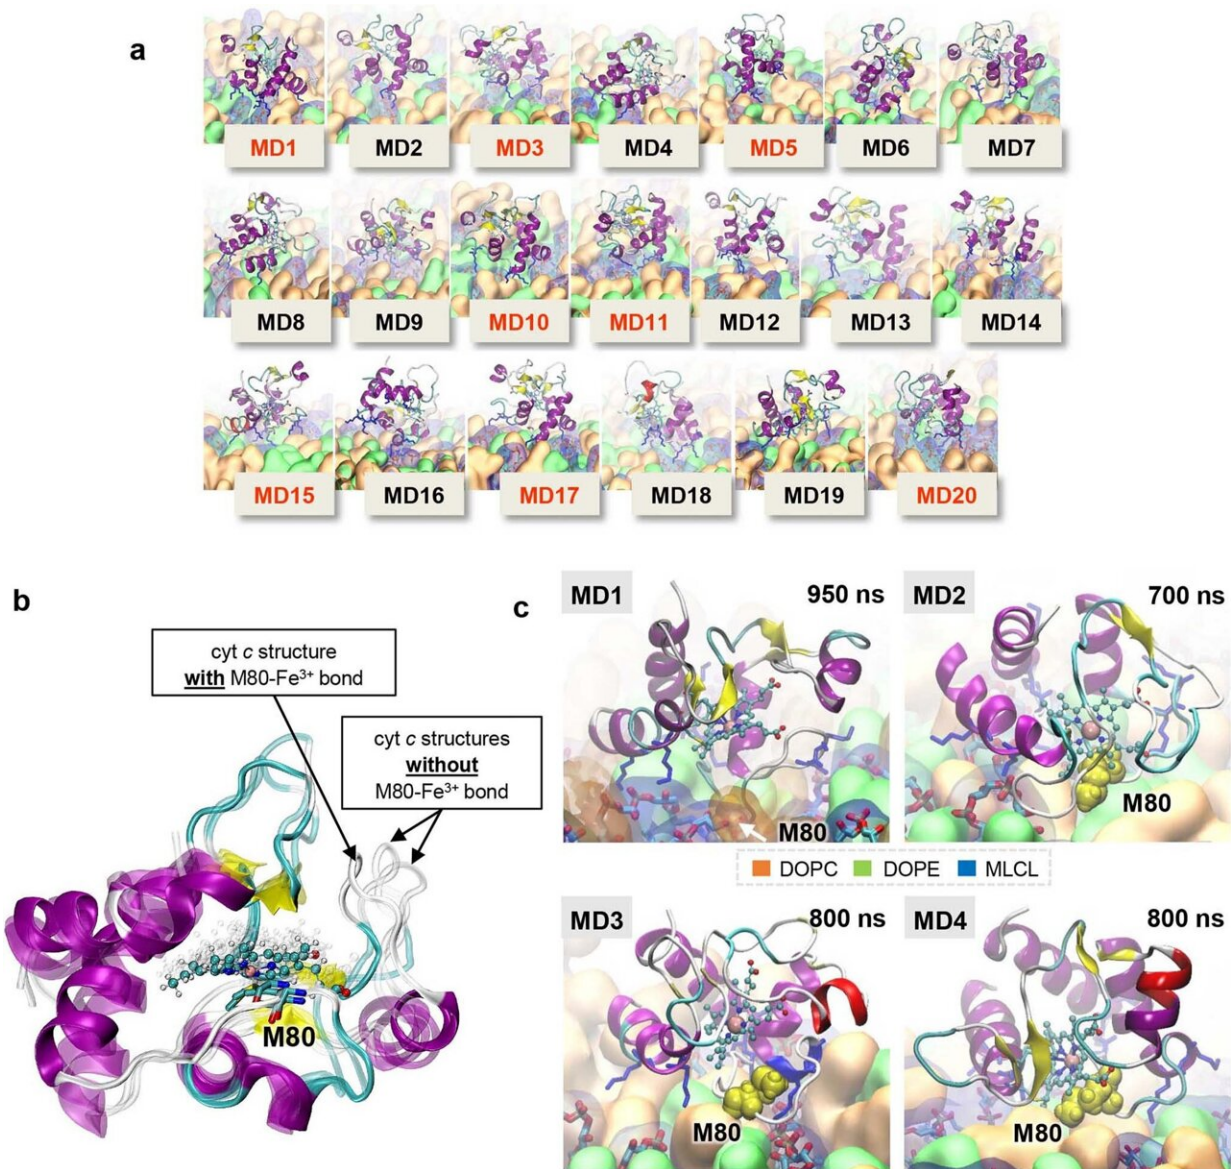 a
MD1 MD2 MD3 MD4 MD5 MD6 MD7
MD8 MD9 MD10 MD11 MD12 MD13 MD14
MD15 MD16 MD17 MD18 MD19 MD20
b
cyt c structure
with M80-Fe³⁺ bond
cyt c structures
without
M80-Fe³⁺ bond
M80
c
MD1 950 ns
M80
MD2 700 ns
M80
DOPC DOPE MLCL
MD3 800 ns
M80
MD4 800 ns
M80